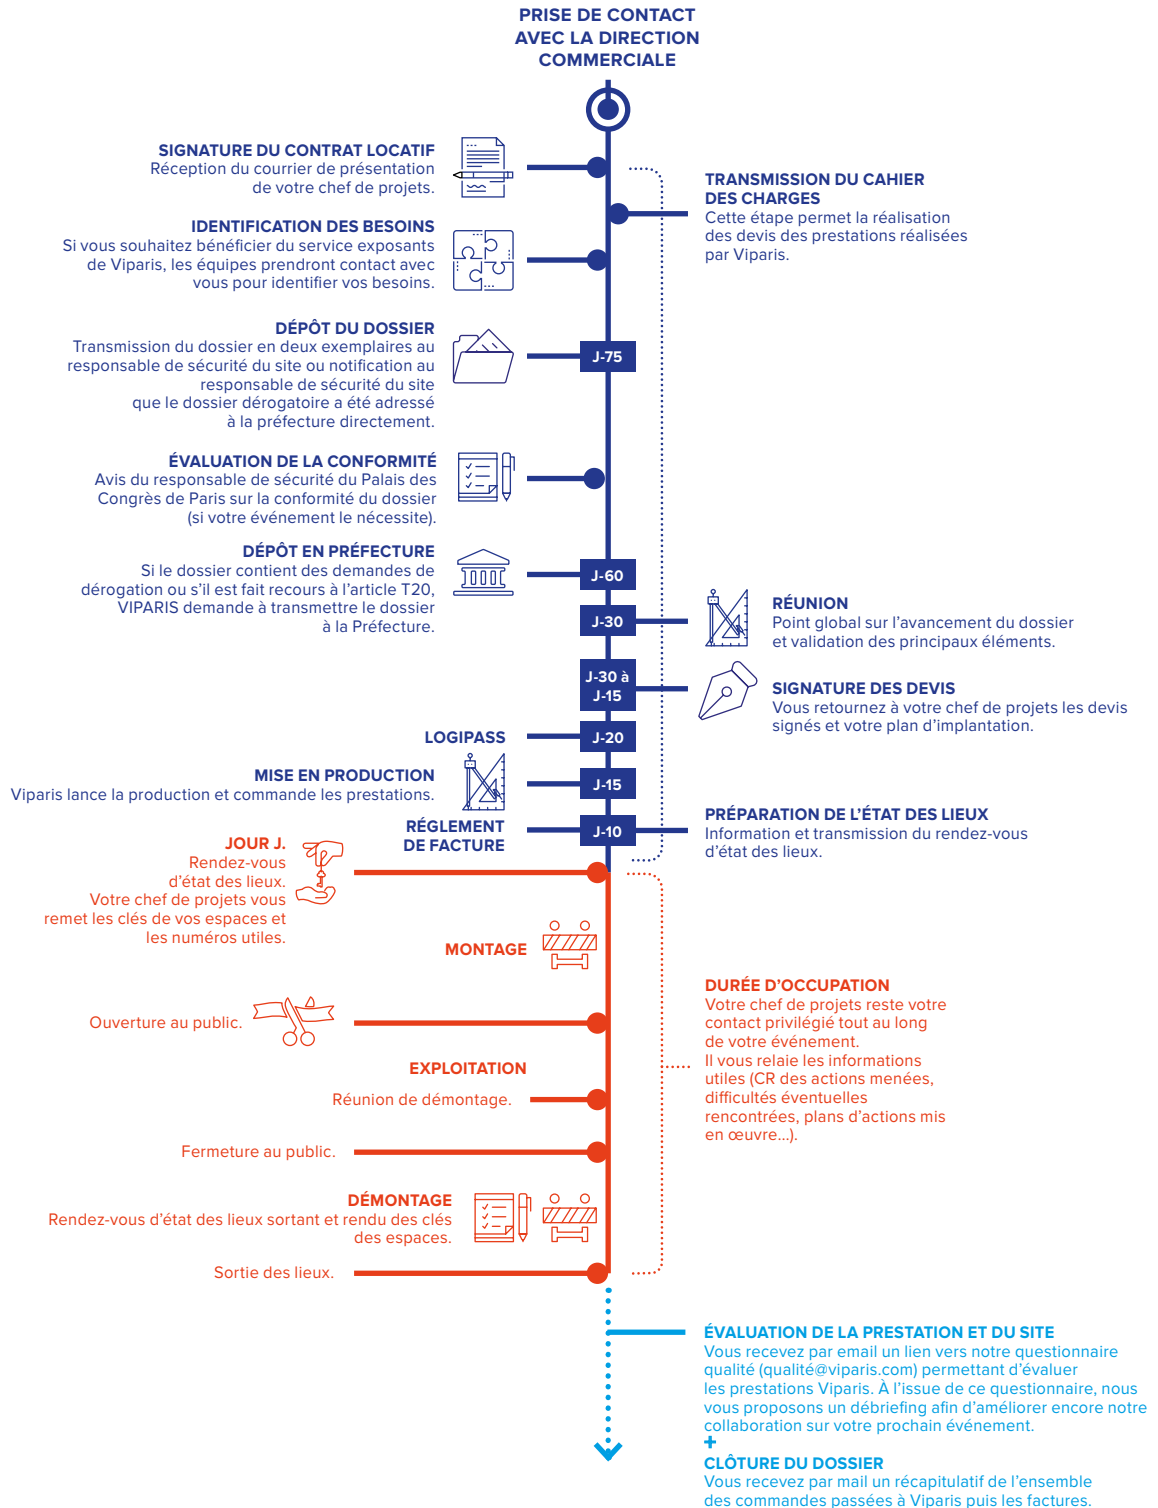 PRISE DE CONTACT
AVEC LA DIRECTION
COMMERCIALE
SIGNATURE DU CONTRAT LOCATIF
Réception du courrier de présentation
de votre chef de projets.
TRANSMISSION DU CAHIER
DES CHARGES
Cette étape permet la réalisation
des devis des prestations réalisées
par Viparis.
IDENTIFICATION DES BESOINS
Si vous souhaitez bénéficier du service exposants
de Viparis, les équipes prendront contact avec
vous pour identifier vos besoins.
DÉPÔT DU DOSSIER
Transmission du dossier en deux exemplaires au
responsable de sécurité du site ou notification au
responsable de sécurité du site
que le dossier dérogatoire a été adressé
à la préfecture directement.
J-75
ÉVALUATION DE LA CONFORMITÉ
Avis du responsable de sécurité du Palais des
Congrès de Paris sur la conformité du dossier
(si votre événement le nécessite).
DÉPÔT EN PRÉFECTURE
Si le dossier contient des demandes de
dérogation ou s'il est fait recours à l'article T20,
VIPARIS demande à transmettre le dossier
à la Préfecture.
J-60
J-30
RÉUNION
Point global sur l'avancement du dossier
et validation des principaux éléments.
J-30 à
J-15
SIGNATURE DES DEVIS
Vous retournez à votre chef de projets les devis
signés et votre plan d'implantation.
LOGIPASS
J-20
MISE EN PRODUCTION
Viparis lance la production et commande les prestations.
J-15
RÉGLEMENT
DE FACTURE
J-10
PRÉPARATION DE L'ÉTAT DES LIEUX
Information et transmission du rendez-vous
d'état des lieux.
JOUR J.
Rendez-vous
d'état des lieux.
Votre chef de projets vous
remet les clés de vos espaces et
les numéros utiles.
MONTAGE
DURÉE D'OCCUPATION
Votre chef de projets reste votre
contact privilégié tout au long
de votre événement.
Il vous relaie les informations
utiles (CR des actions menées,
difficultés éventuelles
rencontrées, plans d'actions mis
en œuvre...).
Ouverture au public.
EXPLOITATION
Réunion de démontage.
Fermeture au public.
DÉMONTAGE
Rendez-vous d'état des lieux sortant et rendu des clés
des espaces.
Sortie des lieux.
ÉVALUATION DE LA PRESTATION ET DU SITE
Vous recevez par email un lien vers notre questionnaire
qualité (qualité@viparis.com) permettant d'évaluer
les prestations Viparis. À l'issue de ce questionnaire, nous
vous proposons un débriefing afin d'améliorer encore notre
collaboration sur votre prochain événement.
+
CLÔTURE DU DOSSIER
Vous recevez par mail un récapitulatif de l'ensemble
des commandes passées à Viparis puis les factures.